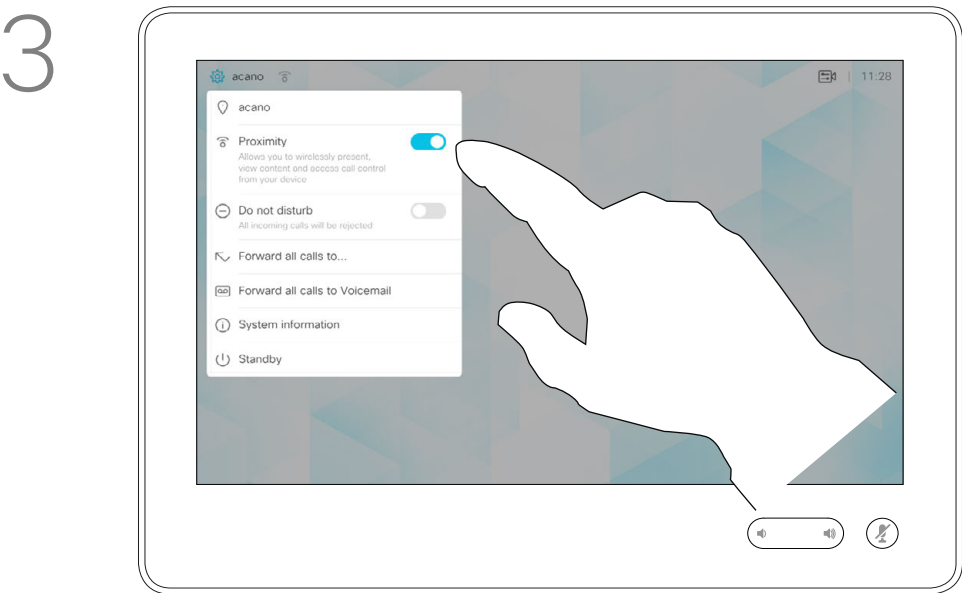 3
acano
11:28
acano
Proximity
Allows you to wirelessly present,
view content and access call control
from your device
Do not disturb
All incoming calls will be rejected
Forward all calls to...
Forward all calls to Voicemail
System information
Standby